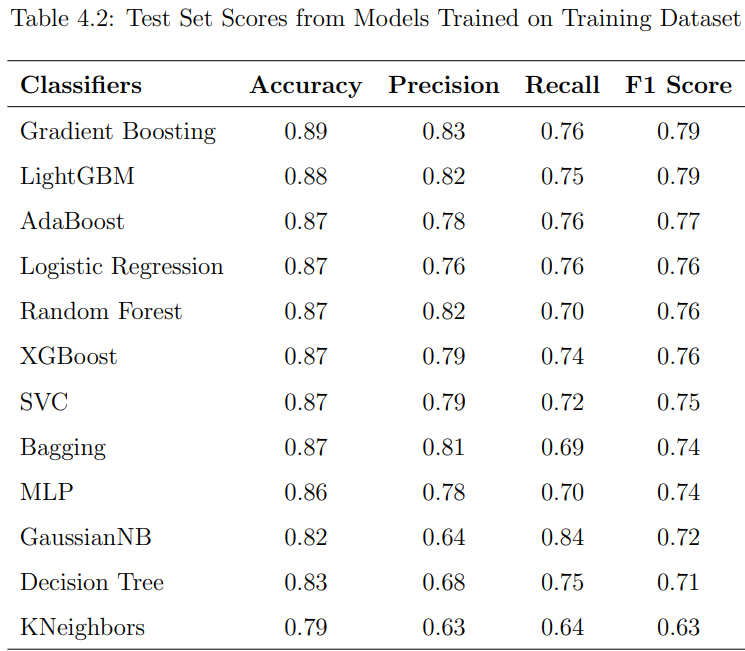 Table 4.2: Test Set Scores from Models Trained on Training Dataset
Classifiers Accuracy Precision Recall F1 Score
Gradient Boosting 0.89 0.83 0.76 0.79
LightGBM 0.88 0.82 0.75 0.79
AdaBoost 0.87 0.78 0.76 0.77
Logistic Regression 0.87 0.76 0.76 0.76
Random Forest 0.87 0.82 0.70 0.76
XGBoost 0.87 0.79 0.74 0.76
SVC 0.87 0.79 0.72 0.75
Bagging 0.87 0.81 0.69 0.74
MLP 0.86 0.78 0.70 0.74
GaussianNB 0.82 0.64 0.84 0.72
Decision Tree 0.83 0.68 0.75 0.71
KNeighbors 0.79 0.63 0.64 0.63